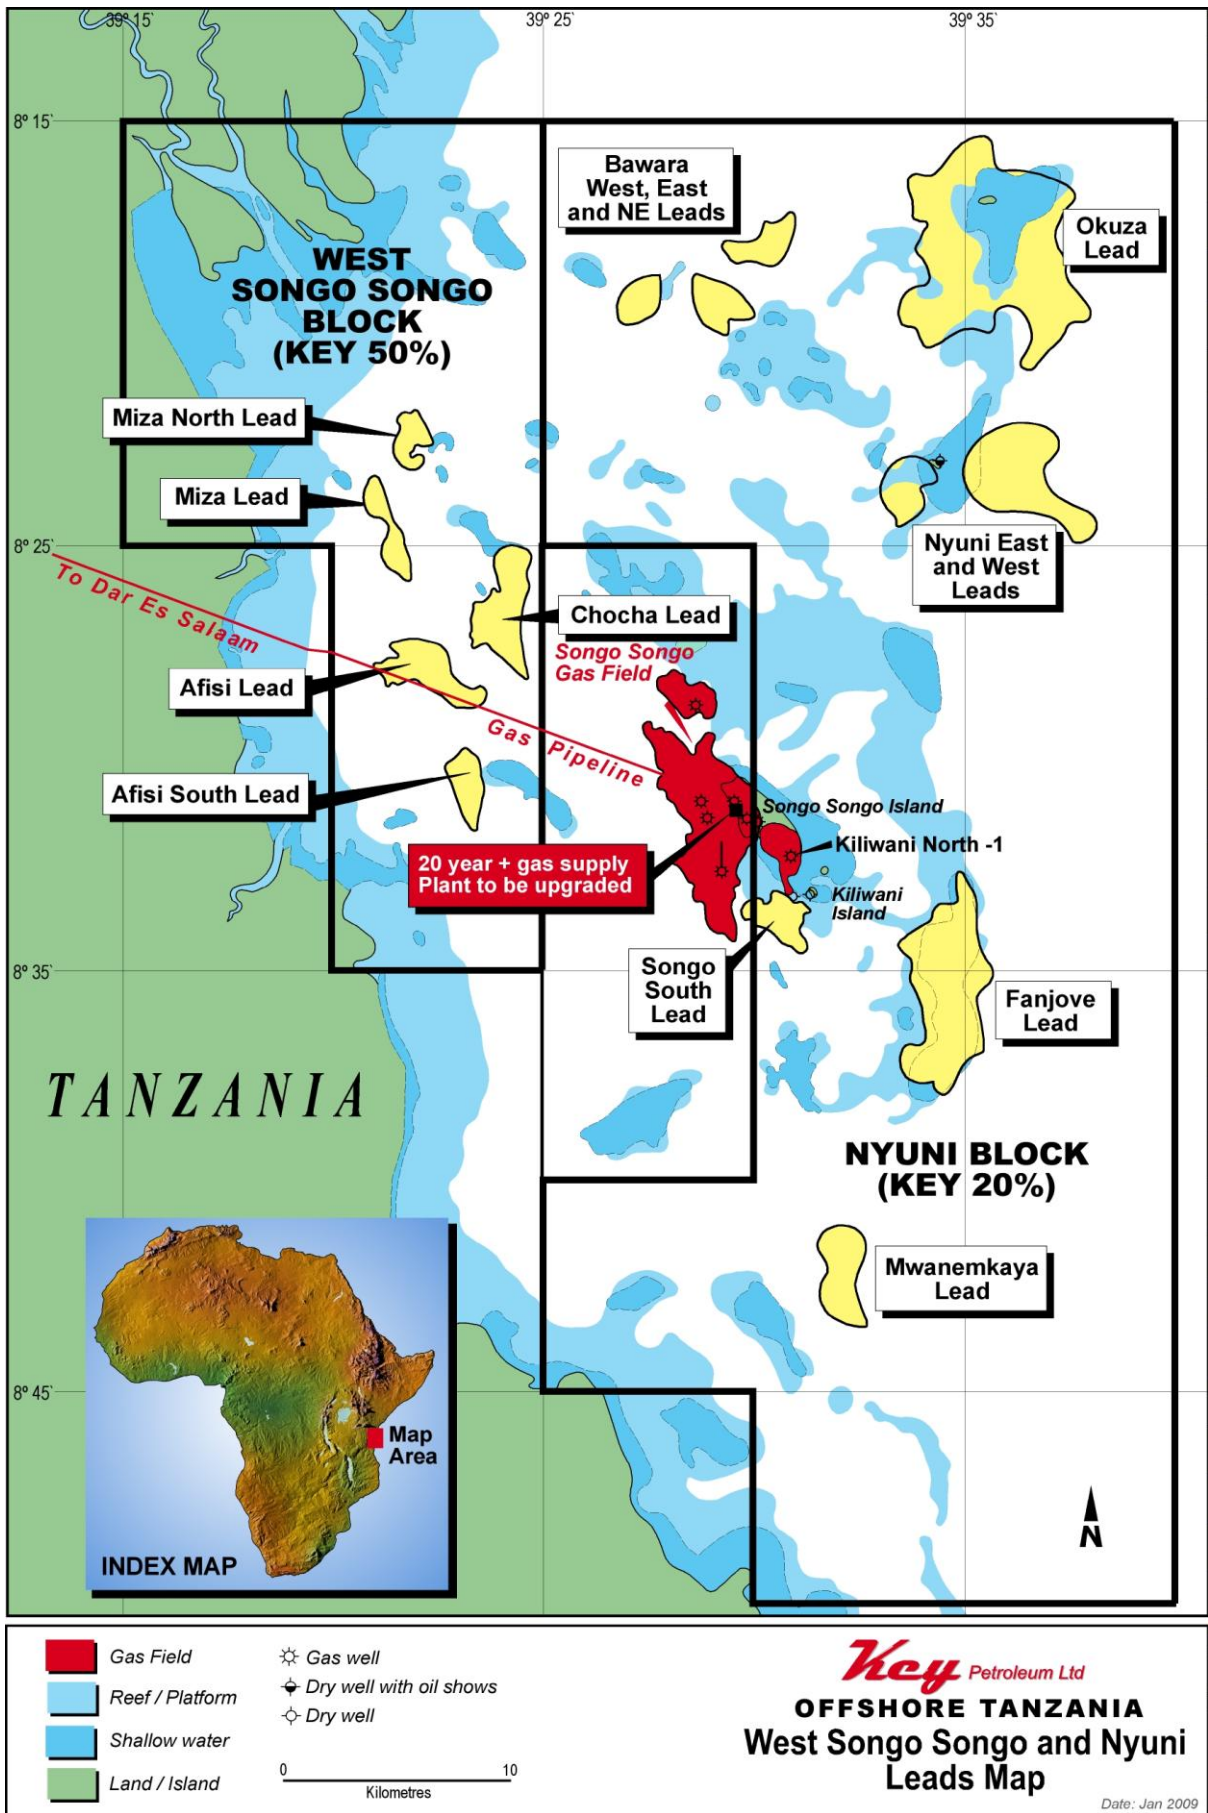 39° 15'
39° 25'
39° 35'
8° 15'
Bawara
West, East
and NE Leads
Okuza
Lead
WEST
SONGO SONGO
BLOCK
(KEY 50%)
Miza North Lead
Miza Lead
Nyuni East
and West
Leads
8° 25'
To Dar Es Salaam
Chocha Lead
Songo Songo
Gas Field
Afisi Lead
Gas Pipeline
Afisi South Lead
Songo Songo Island
Kiliwani North -1
20 year + gas supply
Plant to be upgraded
Kiliwani
Island
8° 35'
Songo
South
Lead
Fanjove
Lead
TANZANIA
NYUNI BLOCK
(KEY 20%)
Mwanemkaya
Lead
8° 45'
Map
Area
INDEX MAP
N
Gas Field
Reef / Platform
Shallow water
Land / Island
Gas well
Dry well with oil shows
Dry well
0 10
Kilometres
Key Petroleum Ltd
OFFSHORE TANZANIA
West Songo Songo and Nyuni
Leads Map
Date: Jan 2009